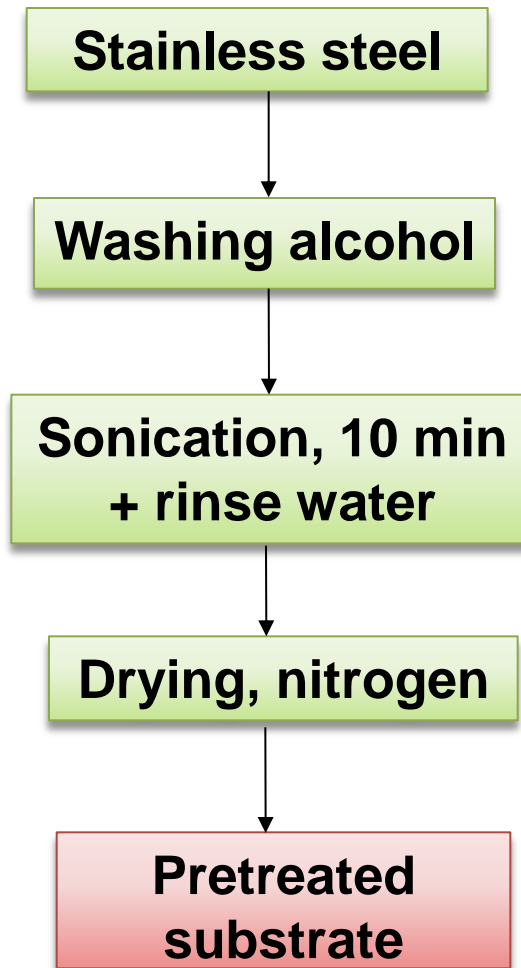 Stainless steel
Washing alcohol
Sonication, 10 min
+ rinse water
Drying, nitrogen
Pretreated
substrate